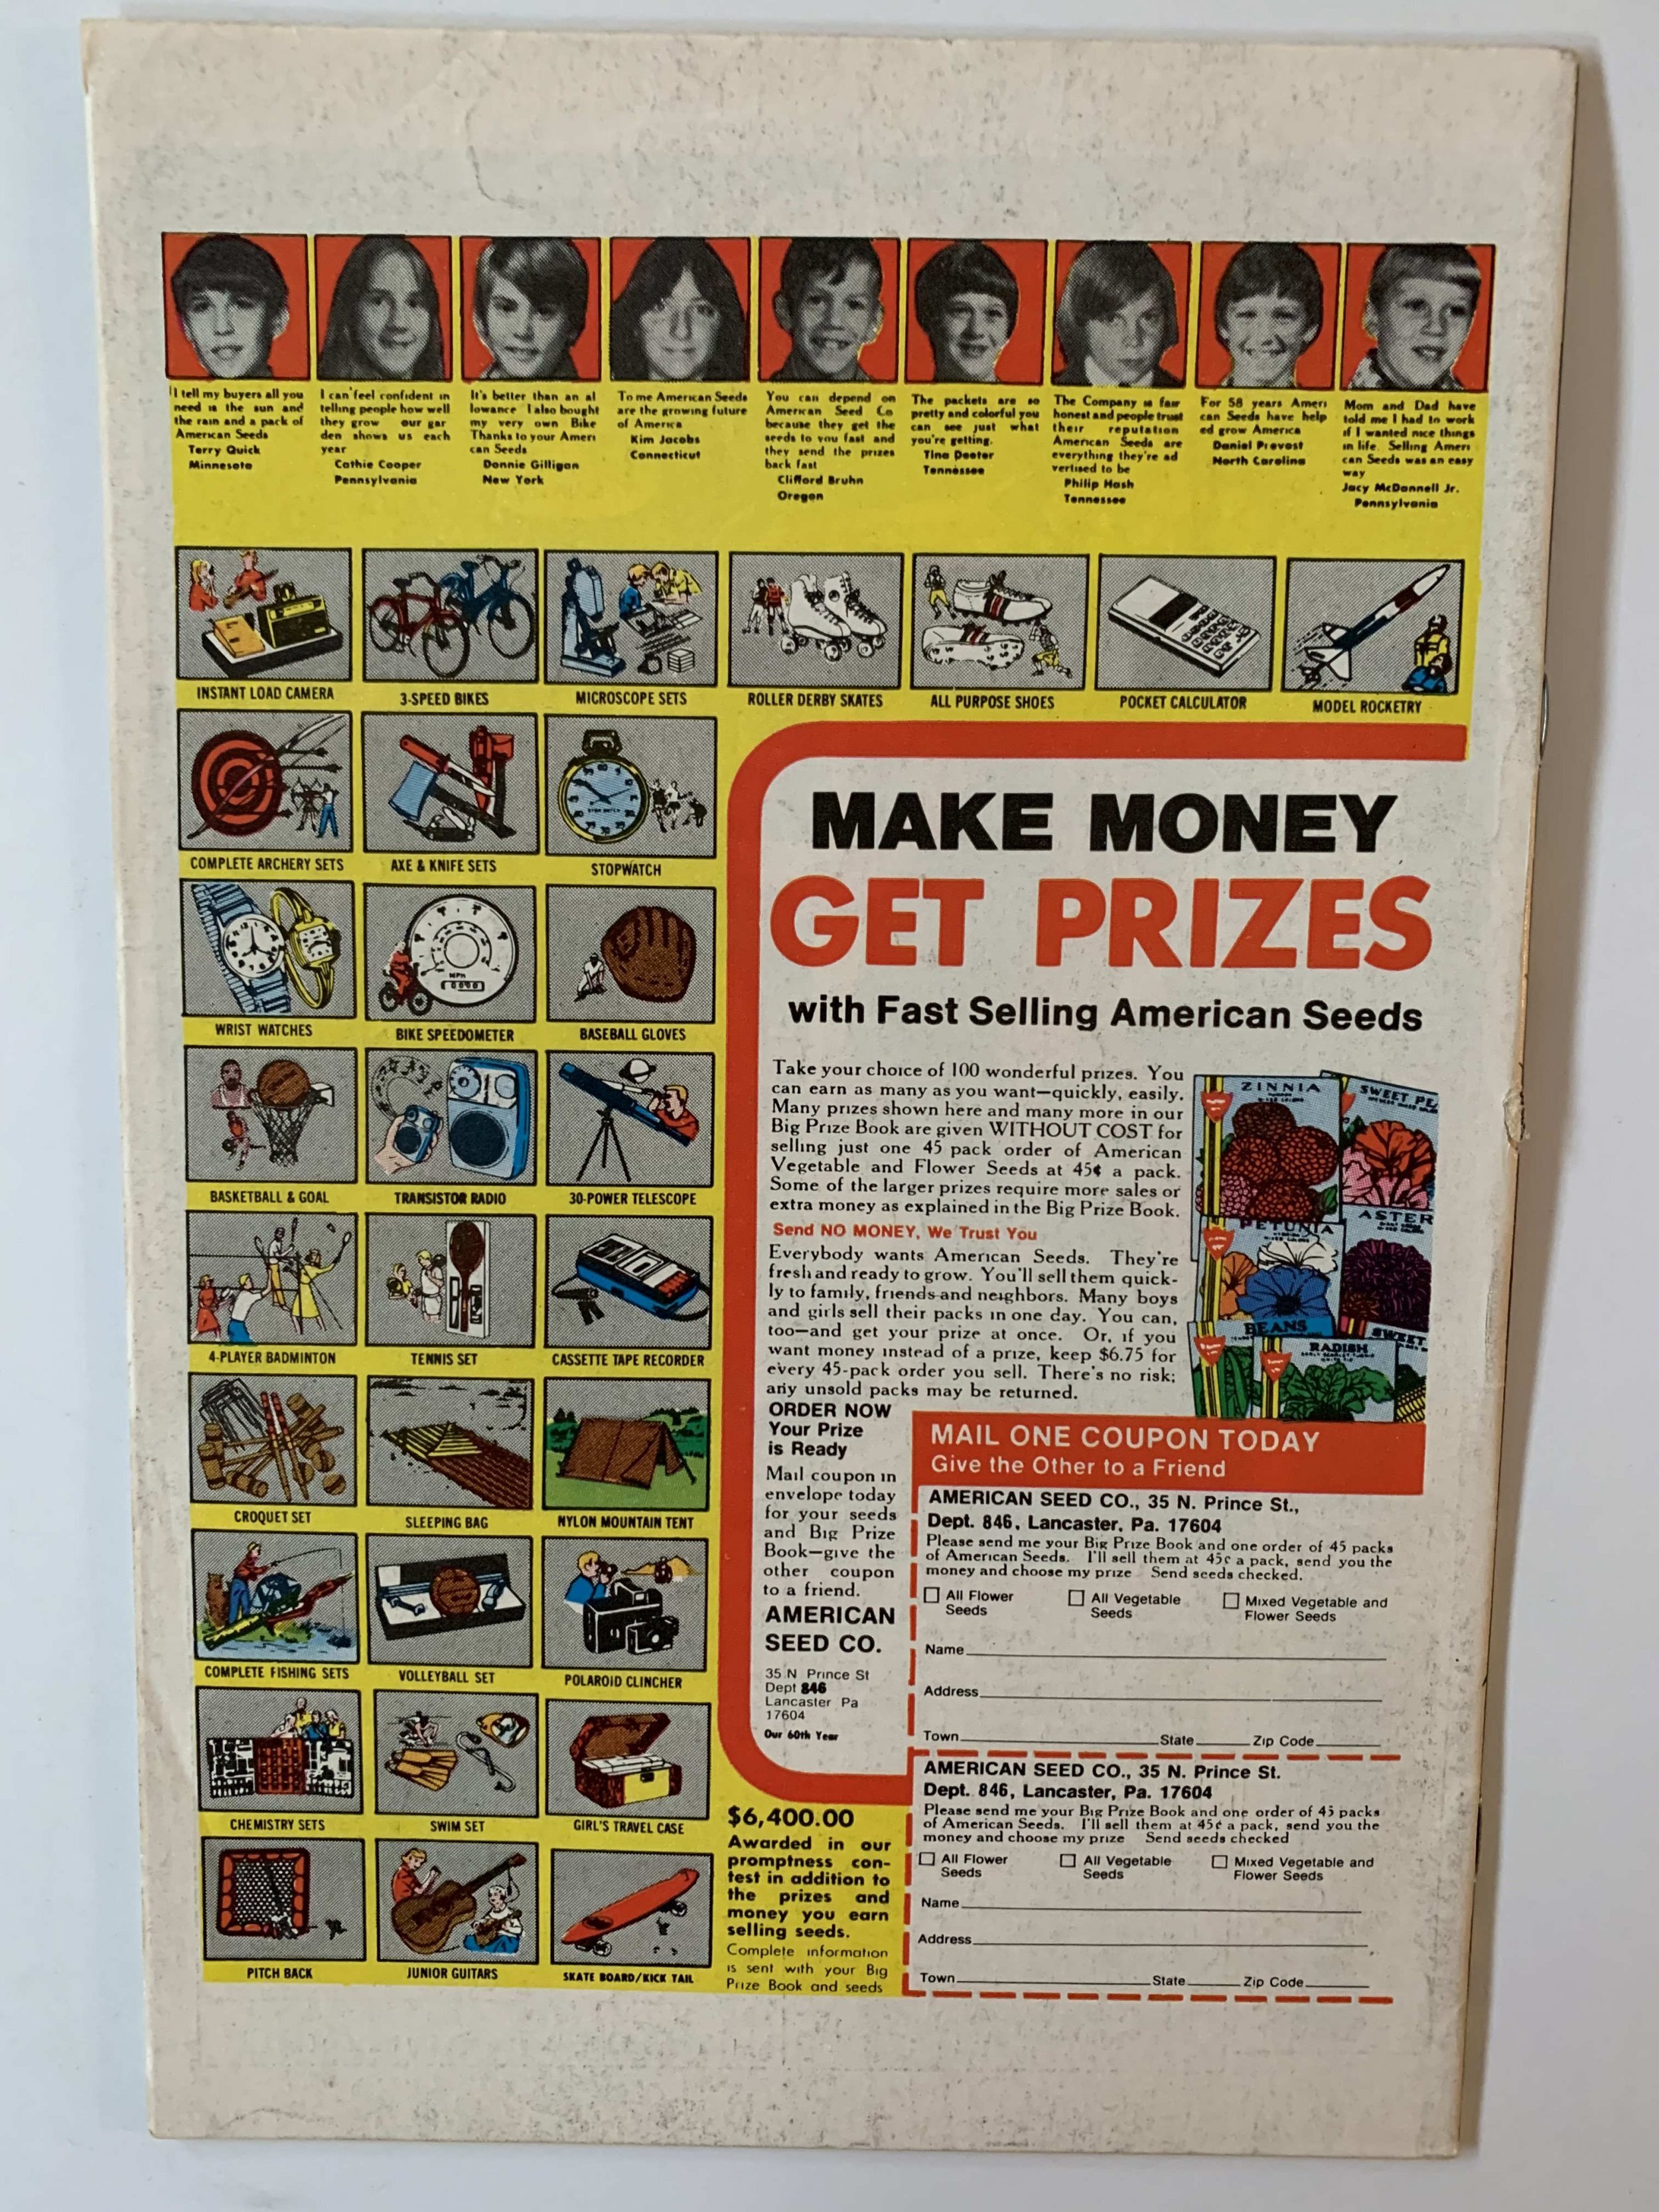 I tell my buyers all you
need is the sun and
the rain and a pack of
American Seeds
Terry Quick
Minnesota
I can feel confident in
telling people how well
they grow our gar
den shows us each
year
Cathie Cooper
Pennsylvania
It's better than an al
lowance I also bought
my very own Bike
Thanks to your Ameri
can Seeds
Donnie Gilligan
New York
To me American Seeds
are the growing future
of America
Kim Jacobs
Connecticut
You can depend on
American Seed Co
because they get the
seeds to you fast and
they send the prizes
back fast
Clifford Bruhn
Oregon
The packets are so
pretty and colorful you
can see just what
you're getting.
Tina Deeter
Tennessee
The Company is fair
honest and people trust
their reputation
American Seeds are
everything they're ad
vertised to be
Philip Hash
Tennessee
For 58 years Ameri
can Seeds have help
ed grow America
Daniel Prevost
North Carolina
Mom and Dad have
told me I had to work
if I wanted nice things
in life. Selling Ameri
can Seeds was an easy
way
Jacy McDannell Jr.
Pennsylvania
INSTANT LOAD CAMERA
3-SPEED BIKES
MICROSCOPE SETS
ROLLER DERBY SKATES
ALL PURPOSE SHOES
POCKET CALCULATOR
MODEL ROCKETRY
COMPLETE ARCHERY SETS
AXE & KNIFE SETS
STOPWATCH
WRIST WATCHES
MPH
BIKE SPEEDOMETER
BASEBALL GLOVES
BASKETBALL & GOAL
TRANSISTOR RADIO
30-POWER TELESCOPE
4-PLAYER BADMINTON
TENNIS SET
CASSETTE TAPE RECORDER
CROQUET SET
SLEEPING BAG
NYLON MOUNTAIN TENT
COMPLETE FISHING SETS
VOLLEYBALL SET
POLAROID CLINCHER
CHEMISTRY SETS
SWIM SET
GIRL'S TRAVEL CASE
PITCH BACK
JUNIOR GUITARS
SKATE BOARD/KICK TAIL
MAKE MONEY
GET PRIZES
with Fast Selling American Seeds
Take your choice of 100 wonderful prizes. You
can earn as many as you want—quickly, easily.
Many prizes shown here and many more in our
Big Prize Book are given WITHOUT COST for
selling just one 45 pack order of American
Vegetable and Flower Seeds at 45¢ a pack.
Some of the larger prizes require more sales or
extra money as explained in the Big Prize Book.
Send NO MONEY, We Trust You
Everybody wants American Seeds. They're
fresh and ready to grow. You'll sell them quick-
ly to family, friends and neighbors. Many boys
and girls sell their packs in one day. You can,
too—and get your prize at once. Or, if you
want money instead of a prize, keep $6.75 for
every 45-pack order you sell. There's no risk;
any unsold packs may be returned.
ZINNIA
SWEET PE
PETUNIA
ASTER
BEANS
RADISH
SWEET
ORDER NOW
Your Prize
is Ready
Mail coupon in
envelope today
for your seeds
and Big Prize
Book—give the
other coupon
to a friend.
AMERICAN
SEED CO.
35 N Prince St
Dept 846
Lancaster Pa
17604
Our 60th Year
$6,400.00
Awarded in our
promptness con-
test in addition to
the prizes and
money you earn
selling seeds.
Complete information
is sent with your Big
Prize Book and seeds
MAIL ONE COUPON TODAY
Give the Other to a Friend
AMERICAN SEED CO., 35 N. Prince St.,
Dept. 846, Lancaster, Pa. 17604
Please send me your Big Prize Book and one order of 45 packs
of American Seeds. I'll sell them at 45¢ a pack, send you the
money and choose my prize Send seeds checked.
All Flower
Seeds
All Vegetable
Seeds
Mixed Vegetable and
Flower Seeds
Name
Address
Town State Zip Code
AMERICAN SEED CO., 35 N. Prince St.
Dept. 846, Lancaster, Pa. 17604
Please send me your Big Prize Book and one order of 45 packs
of American Seeds. I'll sell them at 45¢ a pack, send you the
money and choose my prize Send seeds checked
All Flower
Seeds
All Vegetable
Seeds
Mixed Vegetable and
Flower Seeds
Name
Address
Town State Zip Code